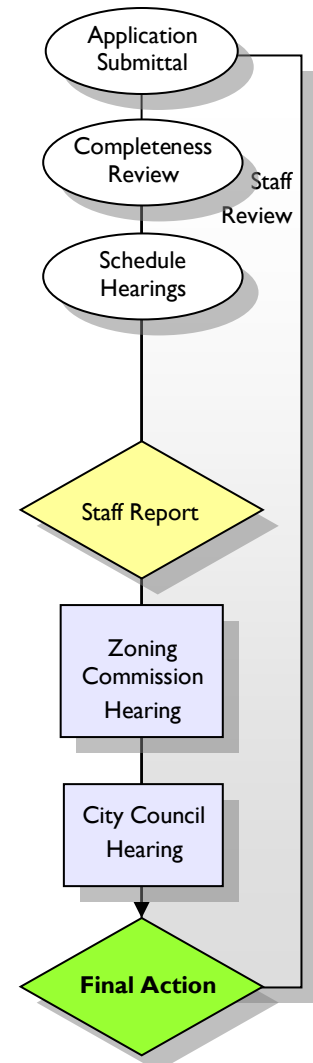 Application
Submittal
Completeness
Review
Staff
Review
Schedule
Hearings
Staff Report
Zoning
Commission
Hearing
City Council
Hearing
Final Action